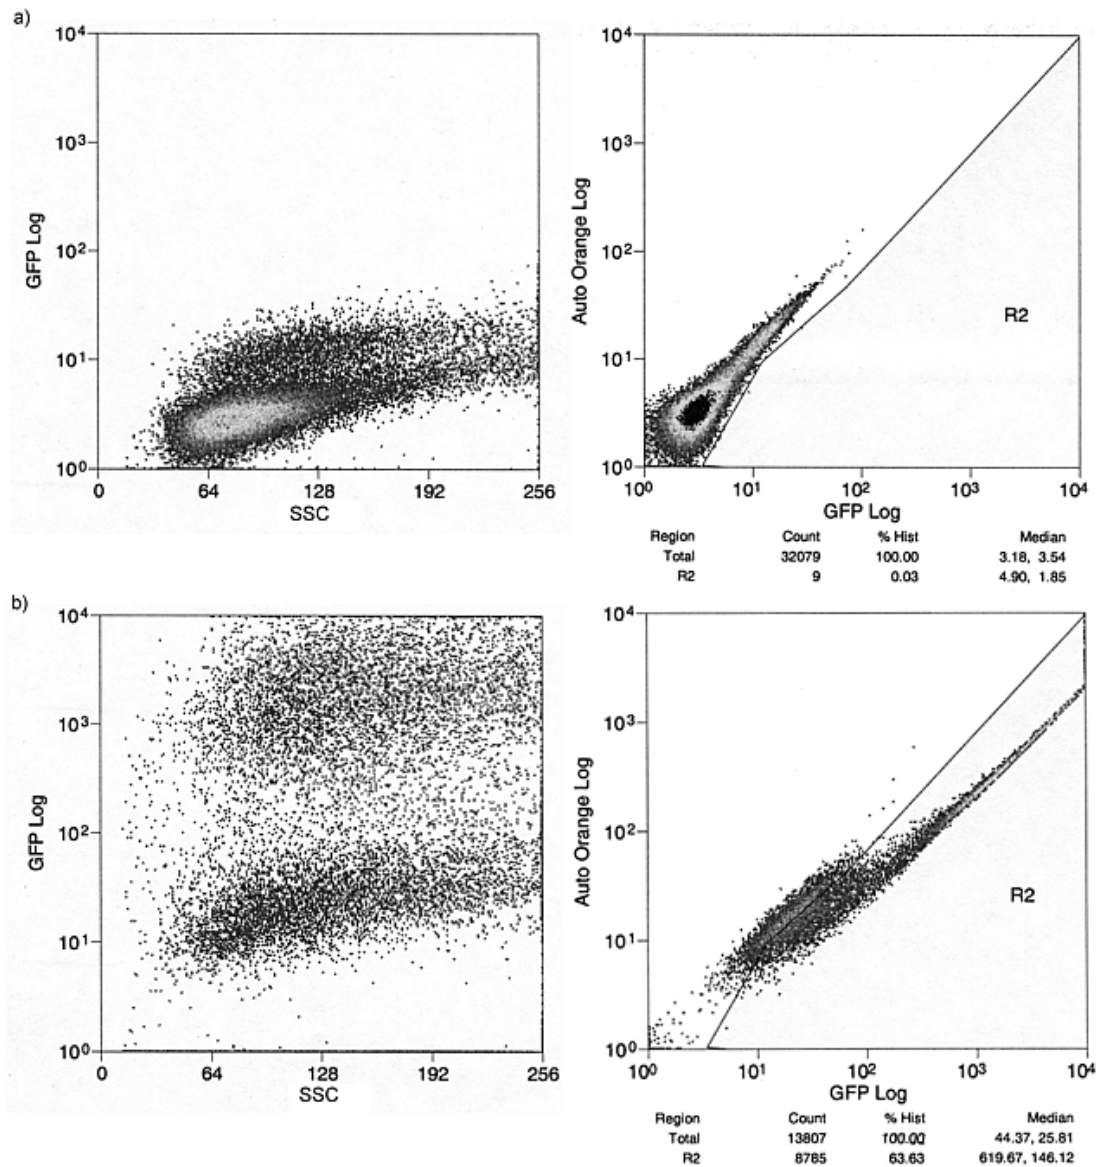 a)
10⁴
10³
10²
10¹
10⁰
GFP Log
0 64 128 192 256
SSC
10⁴
10³
10²
10¹
10⁰
Auto Orange Log
R2
10⁰ 10¹ 10² 10³ 10⁴
GFP Log
Region Count % Hist Median
Total 32079 100.00 3.18, 3.54
R2 9 0.03 4.90, 1.85
b)
10⁴
10³
10²
10¹
10⁰
GFP Log
0 64 128 192 256
SSC
10⁴
10³
10²
10¹
10⁰
Auto Orange Log
R2
10⁰ 10¹ 10² 10³ 10⁴
GFP Log
Region Count % Hist Median
Total 13807 100.00 44.37, 25.81
R2 8785 63.63 619.67, 146.12